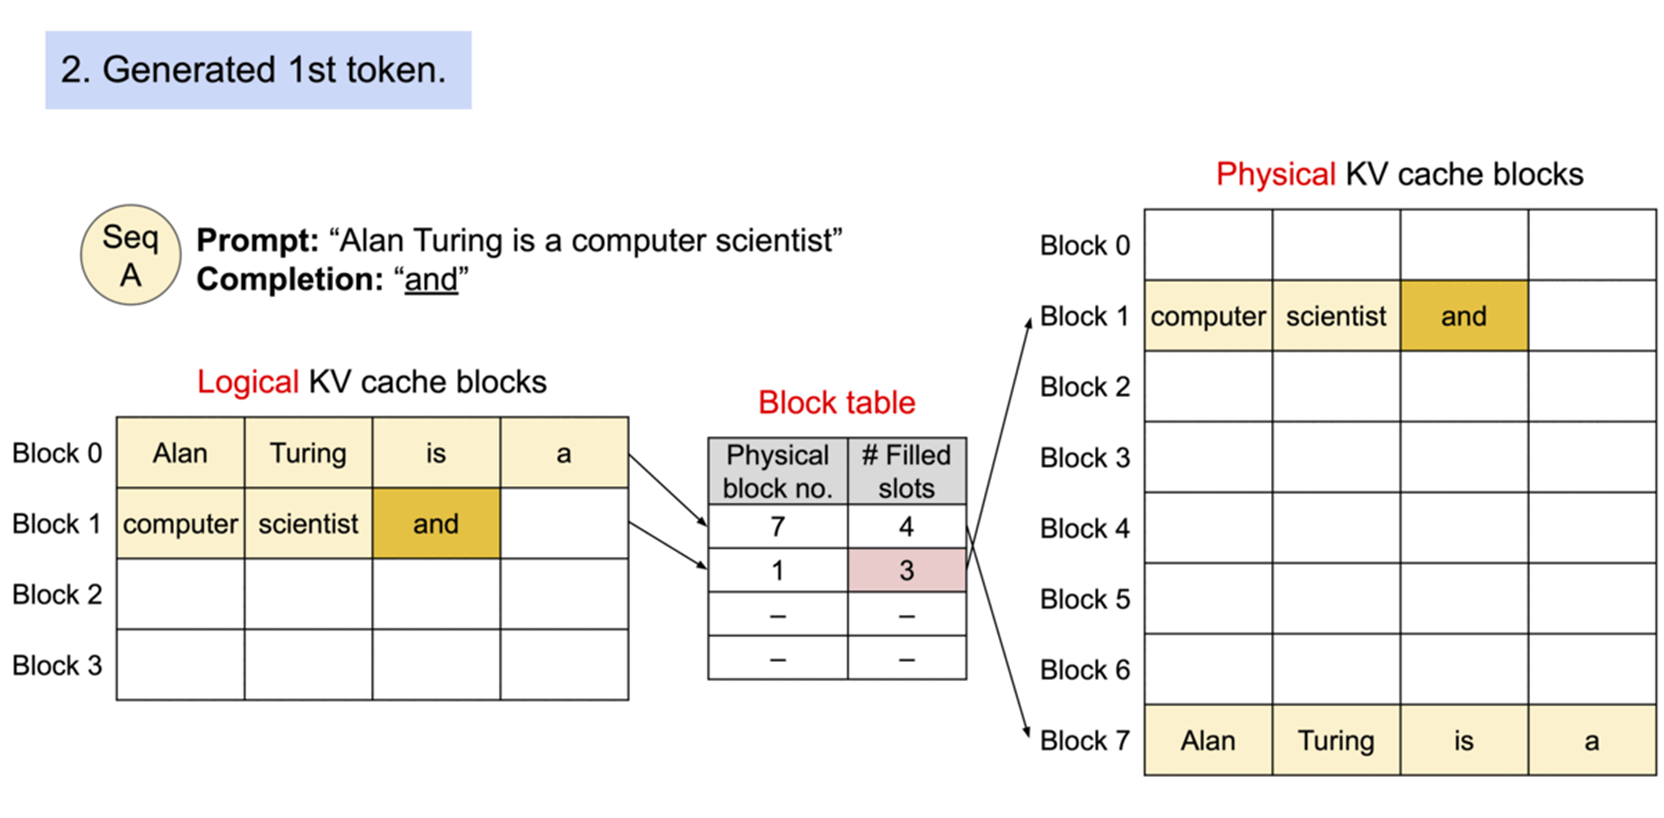 2. Generated 1st token.
Seq
A
Prompt: “Alan Turing is a computer scientist”
Completion: “and”
Logical KV cache blocks
Block 0 Alan Turing is a
Block 1 computer scientist and
Block 2
Block 3
Block table
Physical block no. # Filled slots
7 4
1 3
– –
– –
Physical KV cache blocks
Block 0
Block 1 computer scientist and
Block 2
Block 3
Block 4
Block 5
Block 6
Block 7 Alan Turing is a